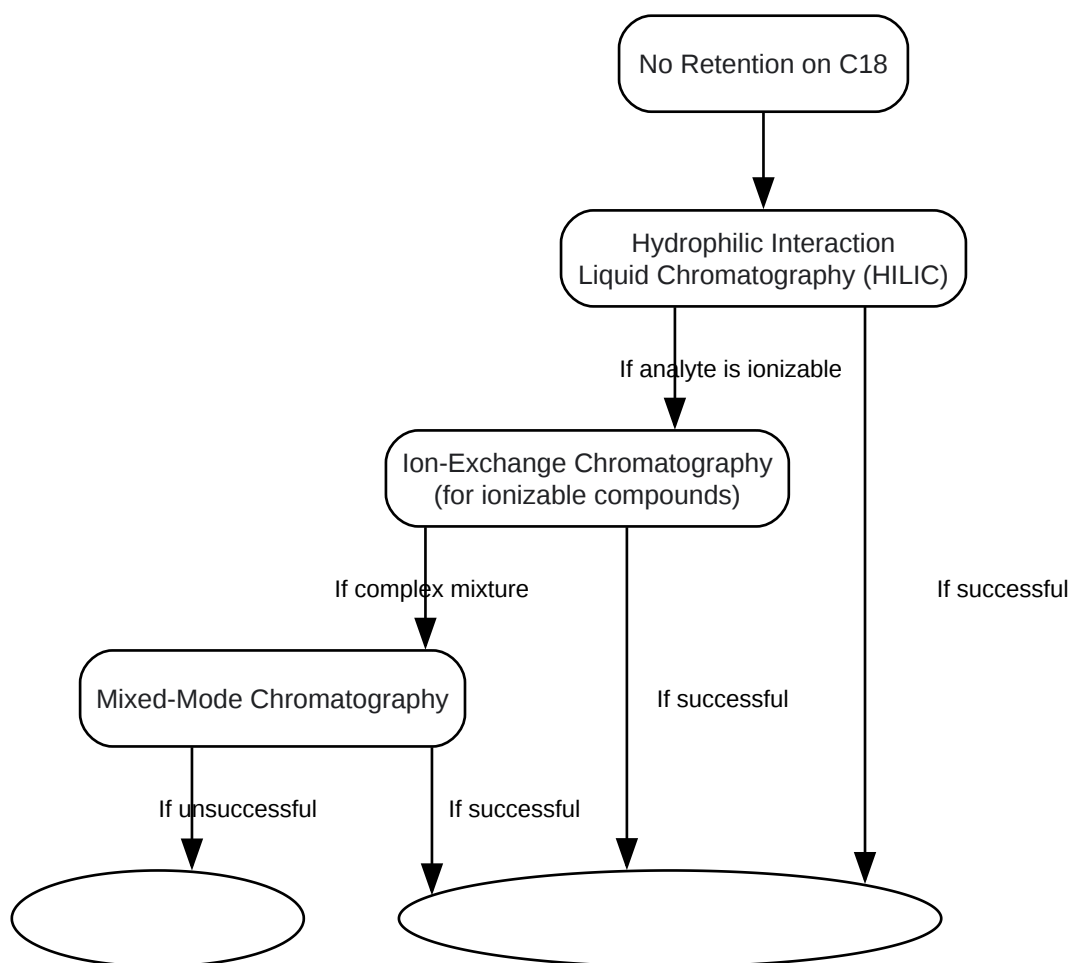 No Retention on C18
Hydrophilic Interaction
Liquid Chromatography (HILIC)
If analyte is ionizable
Ion-Exchange Chromatography
(for ionizable compounds)
If complex mixture
If successful
Mixed-Mode Chromatography
If successful
If unsuccessful
If successful